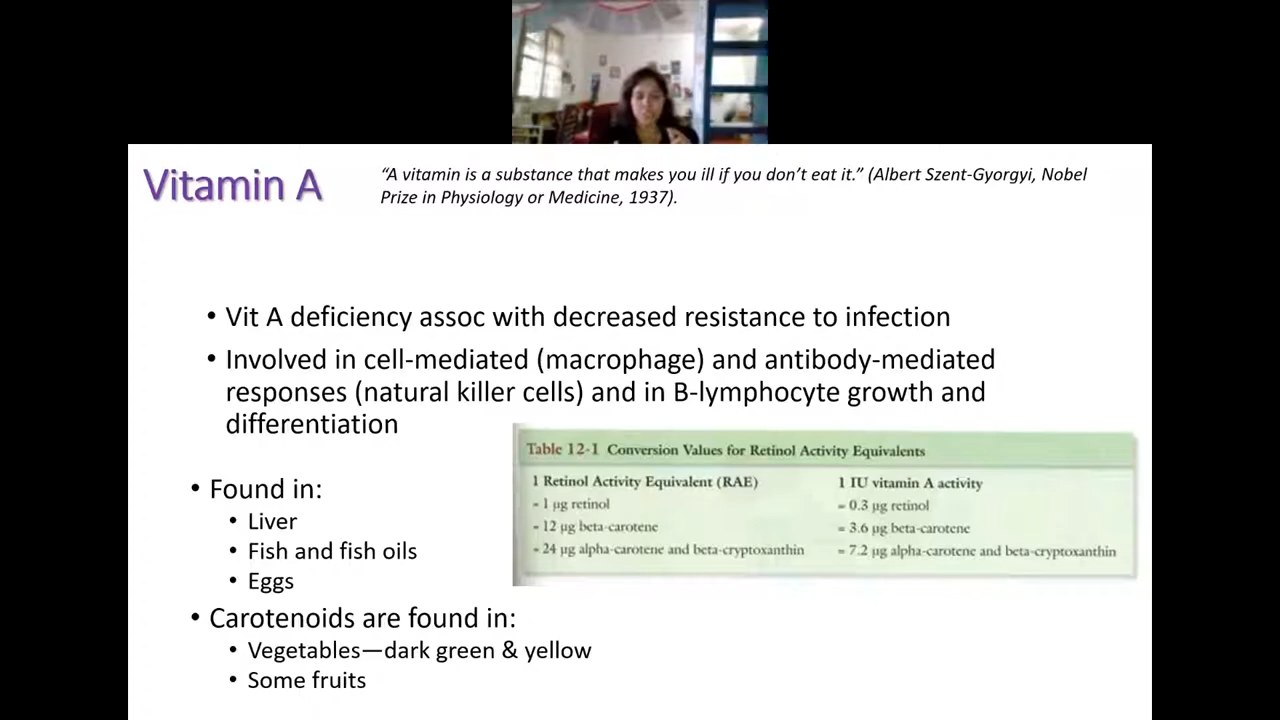 Vitamin A
“A vitamin is a substance that makes you ill if you don’t eat it.” (Albert Szent-Gyorgyi, Nobel
Prize in Physiology or Medicine, 1937).
• Vit A deficiency assoc with decreased resistance to infection
• Involved in cell-mediated (macrophage) and antibody-mediated
responses (natural killer cells) and in B-lymphocyte growth and
differentiation
Table 12-1 Conversion Values for Retinol Activity Equivalents
1 Retinol Activity Equivalent (RAE)
= 1 µg retinol
= 12 µg beta-carotene
= 24 µg alpha-carotene and beta-cryptoxanthin
1 IU vitamin A activity
= 0.3 µg retinol
= 3.6 µg beta-carotene
= 7.2 µg alpha-carotene and beta-cryptoxanthin
• Found in:
• Liver
• Fish and fish oils
• Eggs
• Carotenoids are found in:
• Vegetables—dark green & yellow
• Some fruits